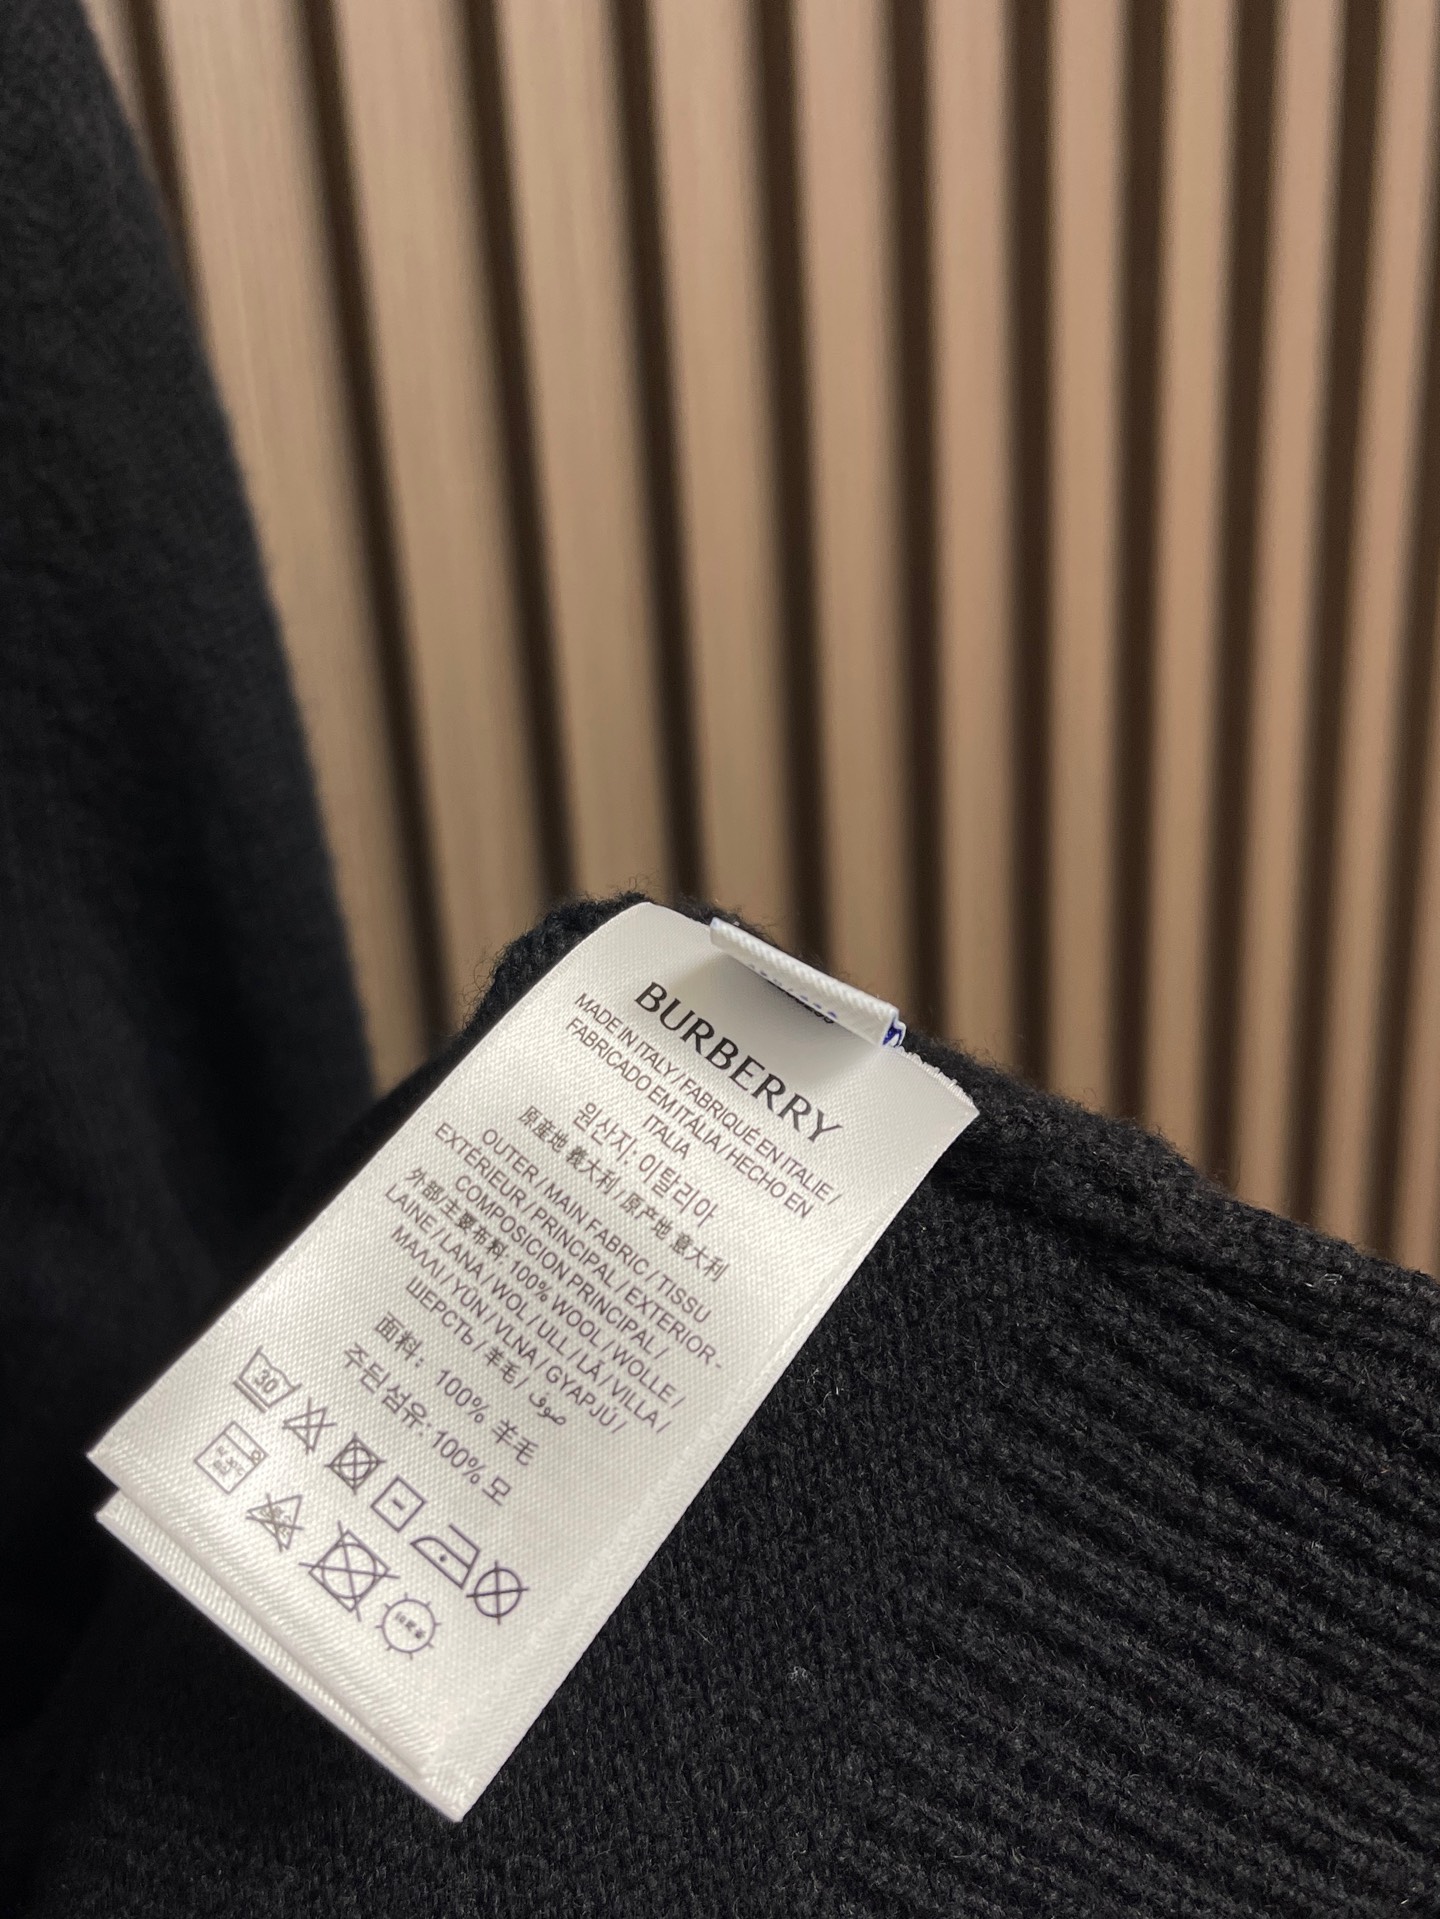 BURBERRY
MADE IN ITALY / FABRIQUÉ EN ITALIE /
FABRICADO EM ITÁLIA / HECHO EN
ITALIA
원산지: 이탈리아
原產地 義大利 / 原产地 意大利
OUTER / MAIN FABRIC / TISSU
EXTERIEUR / PRINCIPAL / EXTERIOR -
COMPOSICION PRINCIPAL /
外部/主要布料: 100% WOOL / WOLLE /
LAINE / LANA / WOL / ULL / LÃ / VILLA /
ΜΑΛΛΙ / YÜN / VLNA / GYAPJÚ /
ШЕРСТЬ / 羊毛 / صوف
面料: 100% 羊毛
주된섬유: 100% 모
30